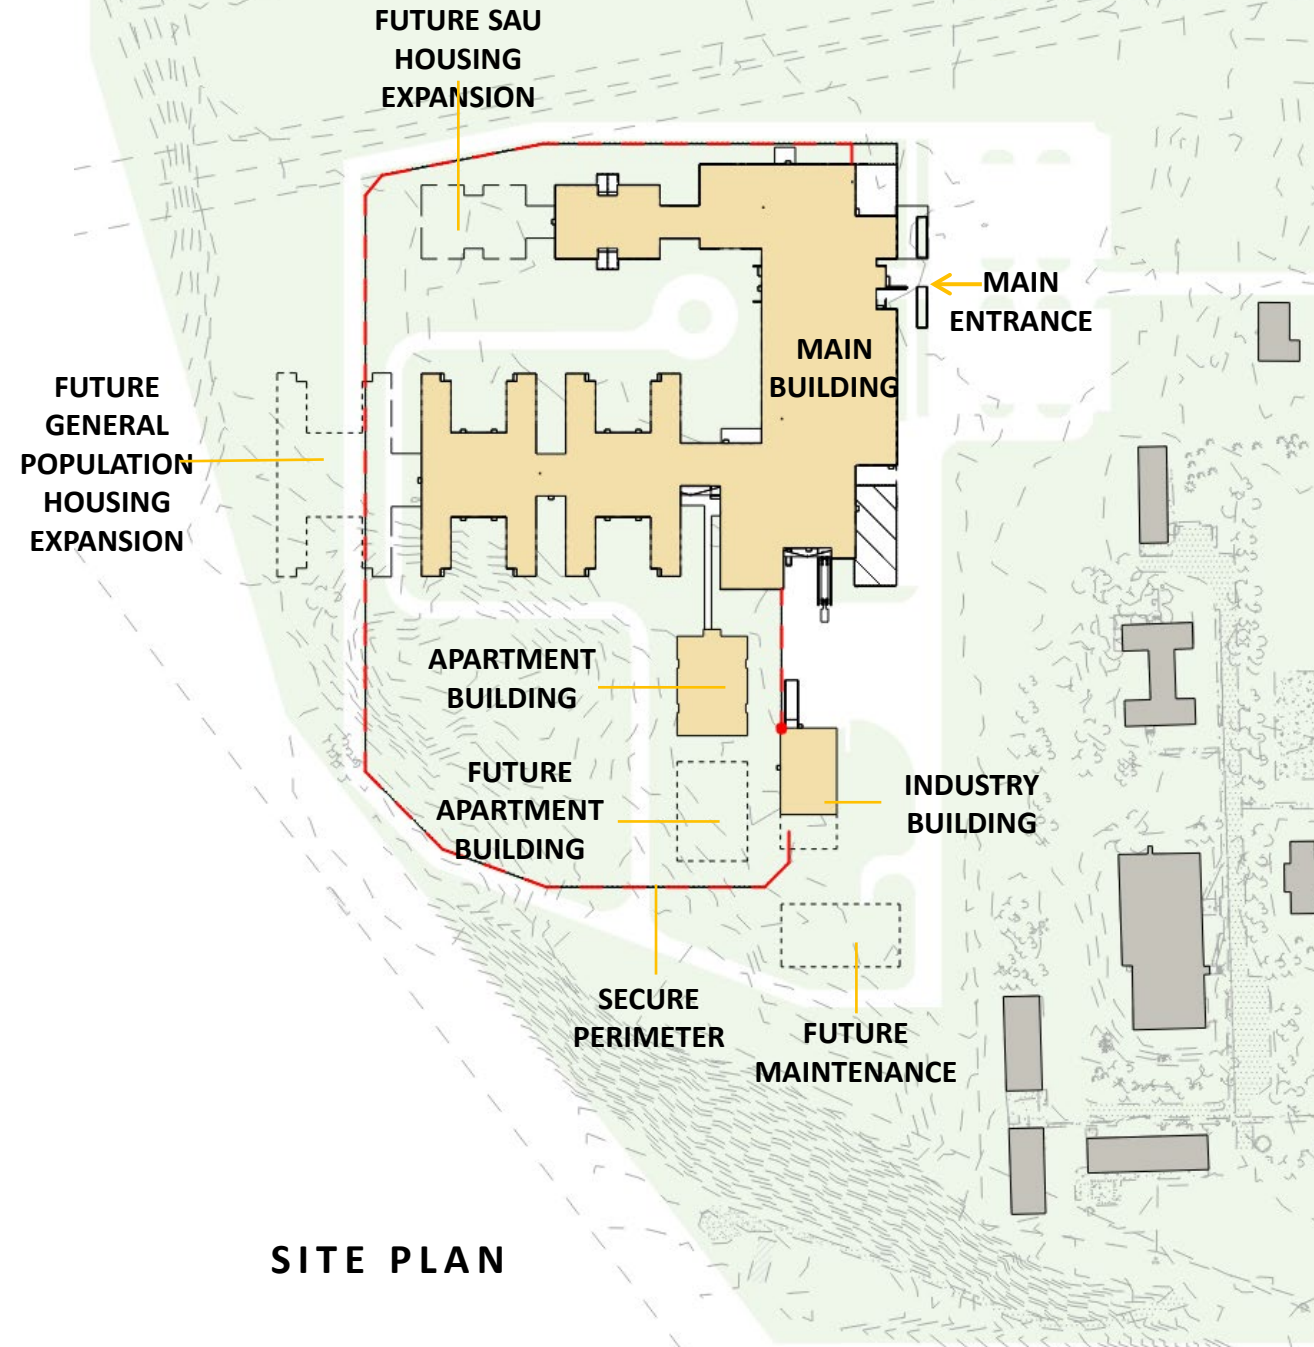 FUTURE SAU
HOUSING
EXPANSION
MAIN
ENTRANCE
MAIN
BUILDING
FUTURE
GENERAL
POPULATION
HOUSING
EXPANSION
APARTMENT
BUILDING
FUTURE
APARTMENT
BUILDING
INDUSTRY
BUILDING
SECURE
PERIMETER
FUTURE
MAINTENANCE
SITE PLAN